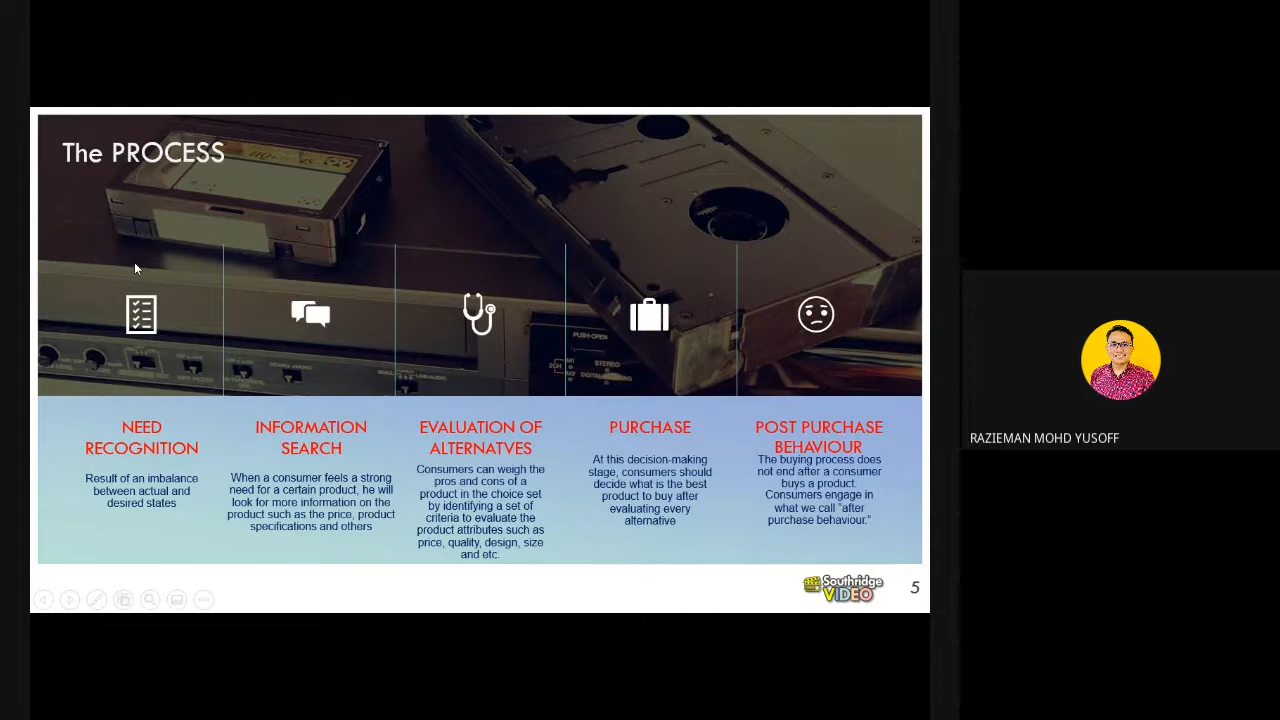 The PROCESS
PUSH-OPEN
STEREO
NEED
RECOGNITION
Result of an imbalance
between actual and
desired states
INFORMATION
SEARCH
When a consumer feels a strong
need for a certain product, he will
look for more information on the
product such as the price, product
specifications and others
EVALUATION OF
ALTERNATVES
Consumers can weigh the
pros and cons of a
product in the choice set
by identifying a set of
criteria to evaluate the
product attributes such as
price, quality, design, size
and etc.
PURCHASE
At this decision-making
stage, consumers should
decide what is the best
product to buy after
evaluating every
alternative
POST PURCHASE
BEHAVIOUR
The buying process does
not end after a consumer
buys a product.
Consumers engage in
what we call "after
purchase behaviour."
Southridge
VIDEO
5
RAZIEMAN MOHD YUSOFF